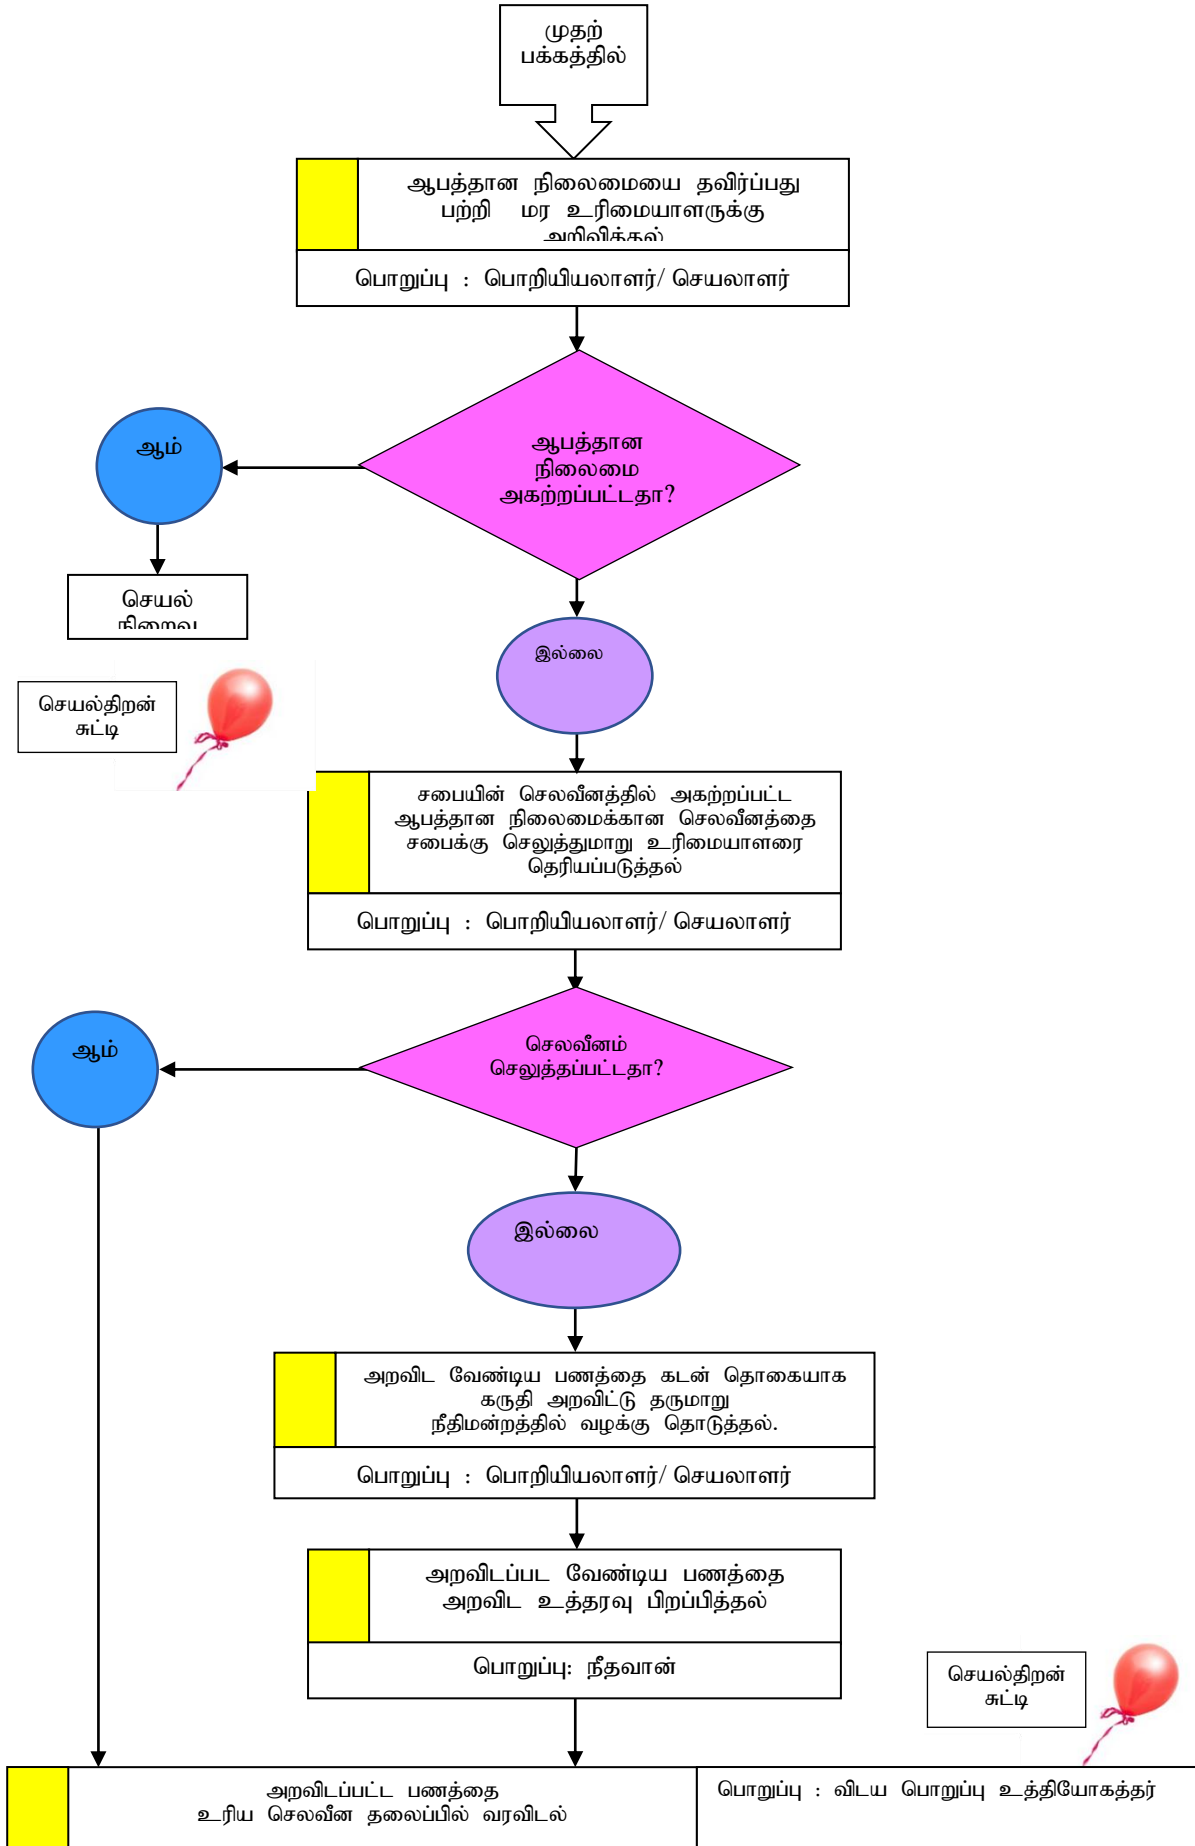 முதற்
பக்கத்தில்
ஆபத்தான நிலைமையை தவிர்ப்பது
பற்றி மர உரிமையாளருக்கு
அறிவித்தல்
பொறுப்பு : பொறியியலாளர்/ செயலாளர்
ஆபத்தான
நிலைமை
அகற்றப்பட்டதா?
ஆம்
செயல்
நிறைவு
இல்லை
செயல்திறன்
சுட்டி
சபையின் செலவீனத்தில் அகற்றப்பட்ட
ஆபத்தான நிலைமைக்கான செலவீனத்தை
சபைக்கு செலுத்துமாறு உரிமையாளரை
தெரியப்படுத்தல்
பொறுப்பு : பொறியியலாளர்/ செயலாளர்
செலவீனம்
செலுத்தப்பட்டதா?
ஆம்
இல்லை
அறவிட வேண்டிய பணத்தை கடன் தொகையாக
கருதி அறவிட்டு தருமாறு
நீதிமன்றத்தில் வழக்கு தொடுத்தல்.
பொறுப்பு : பொறியியலாளர்/ செயலாளர்
அறவிடப்பட வேண்டிய பணத்தை
அறவிட உத்தரவு பிறப்பித்தல்
பொறுப்பு: நீதவான்
செயல்திறன்
சுட்டி
அறவிடப்பட்ட பணத்தை
உரிய செலவீன தலைப்பில் வரவிடல்
பொறுப்பு : விடய பொறுப்பு உத்தியோகத்தர்